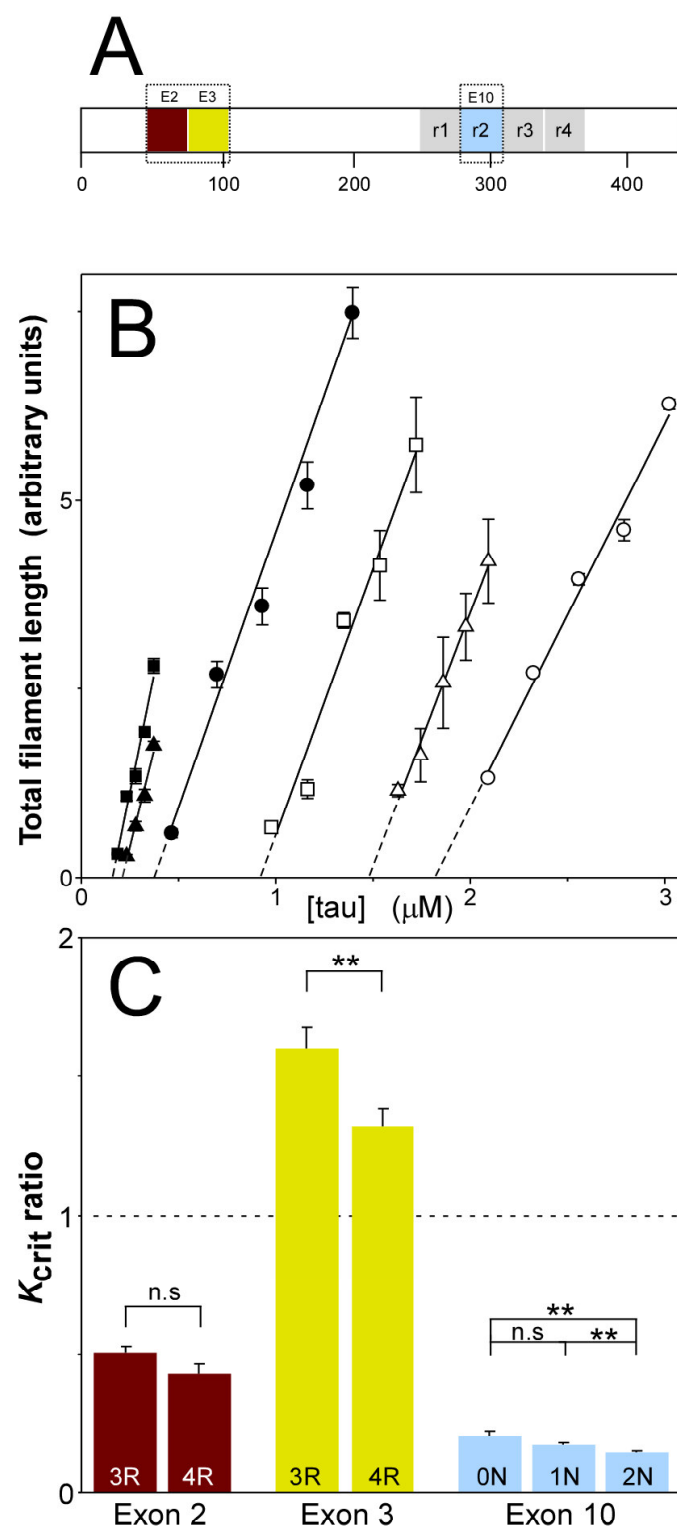 A
E2 E3 E10
r1 r2 r3 r4
0 100 200 300 400
B
Total filament length (arbitrary units)
5
0
0 1 2 3
[tau] (μM)
C
2
**
Kcrit ratio
1
n.s
**
n.s **
0
3R 4R 3R 4R 0N 1N 2N
Exon 2 Exon 3 Exon 10